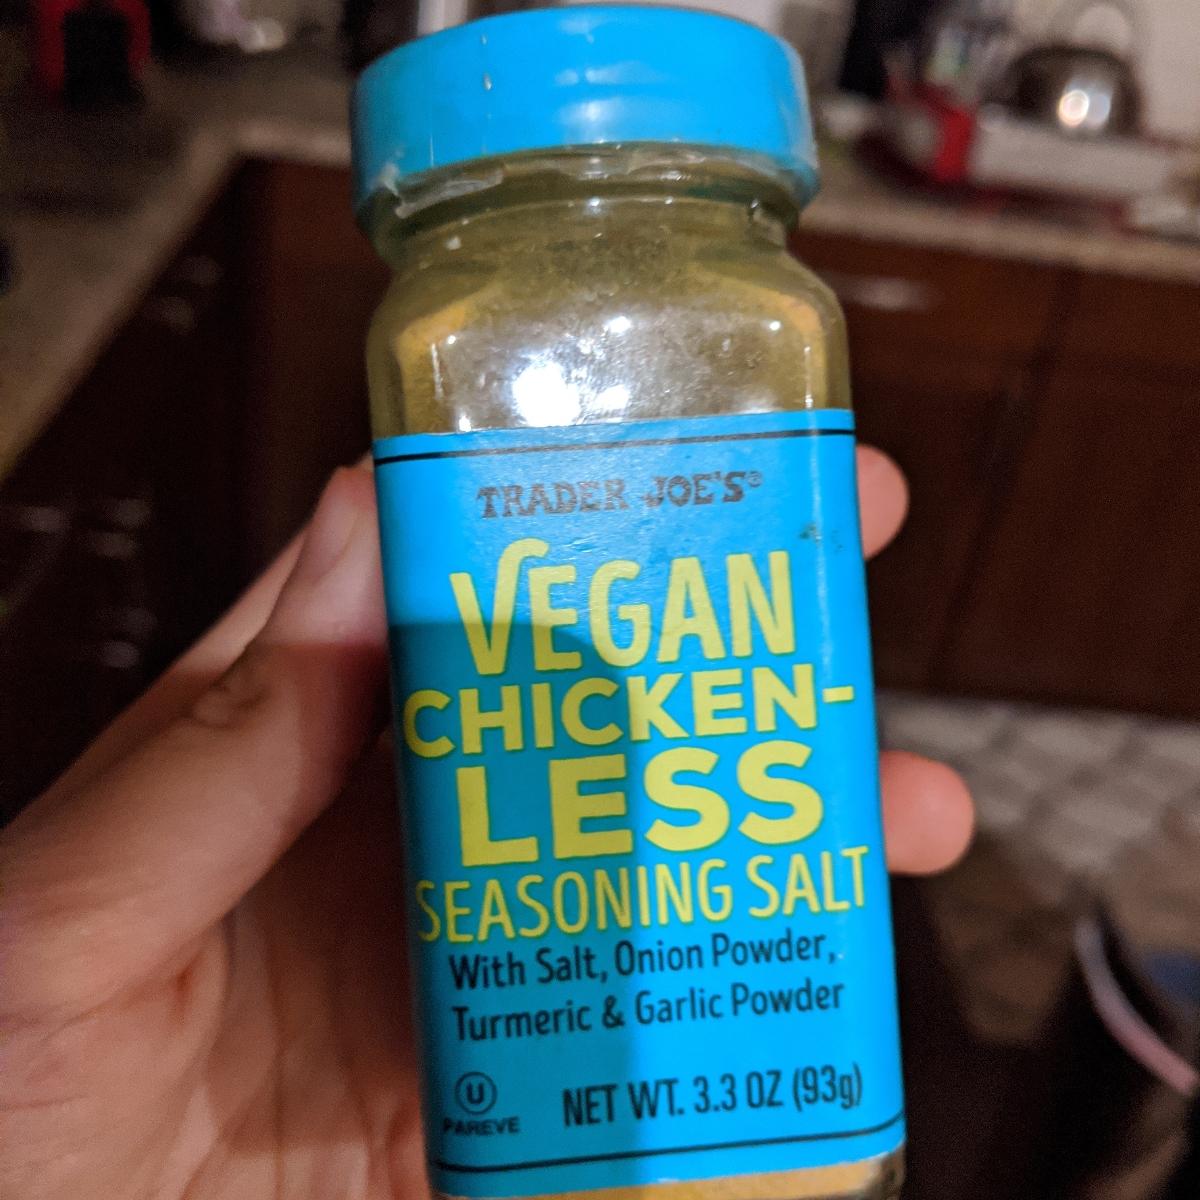 TRADER JOE'S®
VEGAN
CHICKEN-
LESS
SEASONING SALT
With Salt, Onion Powder,
Turmeric & Garlic Powder
U
PAREVE
NET WT. 3.3 OZ (93g)